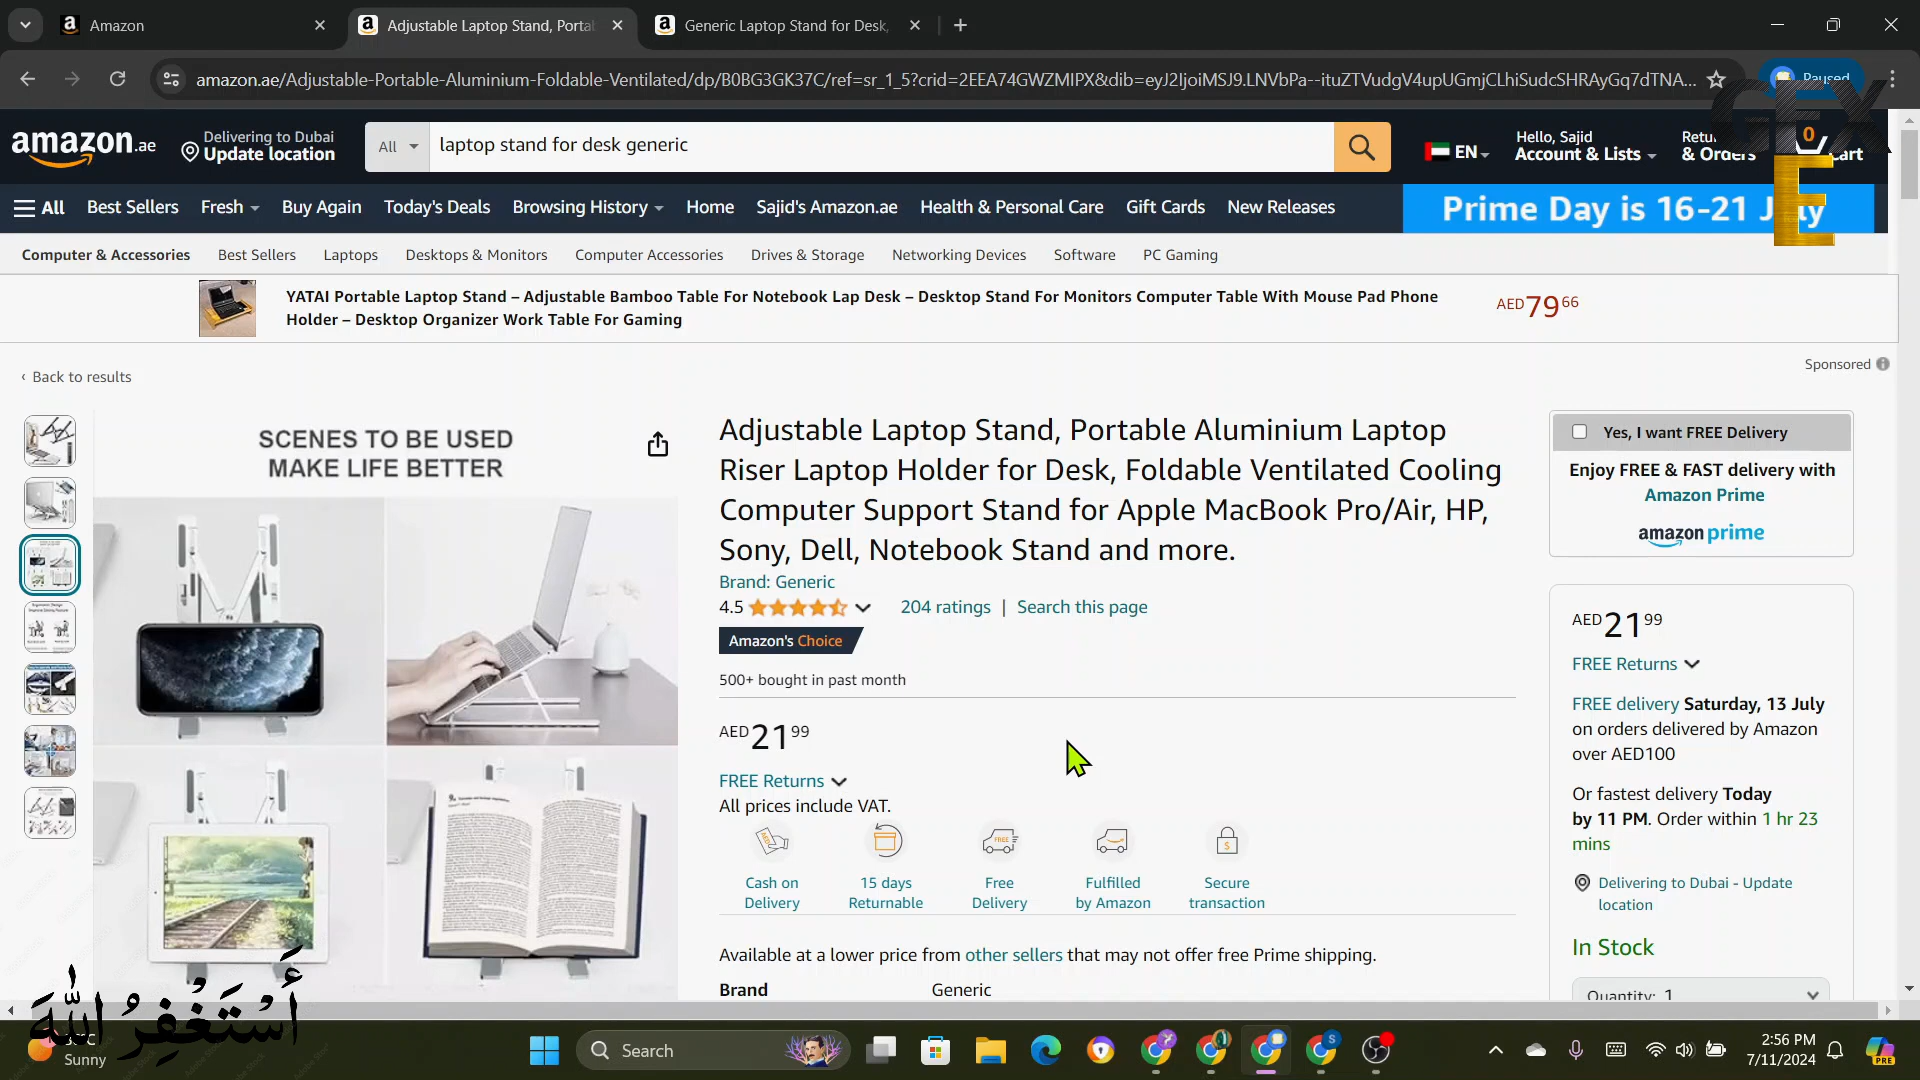 Amazon
Adjustable Laptop Stand, Porta
Generic Laptop Stand for Desk,
amazon.ae/Adjustable-Portable-Aluminium-Foldable-Ventilated/dp/B0BG3GK37C/ref=sr_1_5?crid=2EEA74GWZMIPX&dib=eyJ2IjoiMSJ9.LNVbPa--ituZTVudgV4upUGmjCLhiSudcSHRAyGq7dTNA...
Paused
GEX
E
amazon.ae
Delivering to Dubai
Update location
All
laptop stand for desk generic
EN
Hello, Sajid
Account & Lists
Retu
& Orders
0
Cart
All
Best Sellers
Fresh
Buy Again
Today's Deals
Browsing History
Home
Sajid's Amazon.ae
Health & Personal Care
Gift Cards
New Releases
Prime Day is 16-21 July
Computer & Accessories
Best Sellers
Laptops
Desktops & Monitors
Computer Accessories
Drives & Storage
Networking Devices
Software
PC Gaming
YATAI Portable Laptop Stand – Adjustable Bamboo Table For Notebook Lap Desk – Desktop Stand For Monitors Computer Table With Mouse Pad Phone
Holder – Desktop Organizer Work Table For Gaming
AED79 66
Sponsored
‹ Back to results
SCENES TO BE USED
MAKE LIFE BETTER
Adjustable Laptop Stand, Portable Aluminium Laptop
Riser Laptop Holder for Desk, Foldable Ventilated Cooling
Computer Support Stand for Apple MacBook Pro/Air, HP,
Sony, Dell, Notebook Stand and more.
Brand: Generic
4.5
204 ratings | Search this page
Amazon's Choice
500+ bought in past month
AED21 99
FREE Returns
All prices include VAT.
Cash on
Delivery
15 days
Returnable
Free
Delivery
Fulfilled
by Amazon
Secure
transaction
Available at a lower price from other sellers that may not offer free Prime shipping.
Brand Generic
Yes, I want FREE Delivery
Enjoy FREE & FAST delivery with
Amazon Prime
amazon prime
AED21 99
FREE Returns
FREE delivery Saturday, 13 July
on orders delivered by Amazon
over AED100
Or fastest delivery Today
by 11 PM. Order within 1 hr 23
mins
Delivering to Dubai - Update
location
In Stock
Quantity: 1
أَسْتَغْفِرُ اللّٰهَ
Sunny
Search
2:56 PM
7/11/2024
PRE